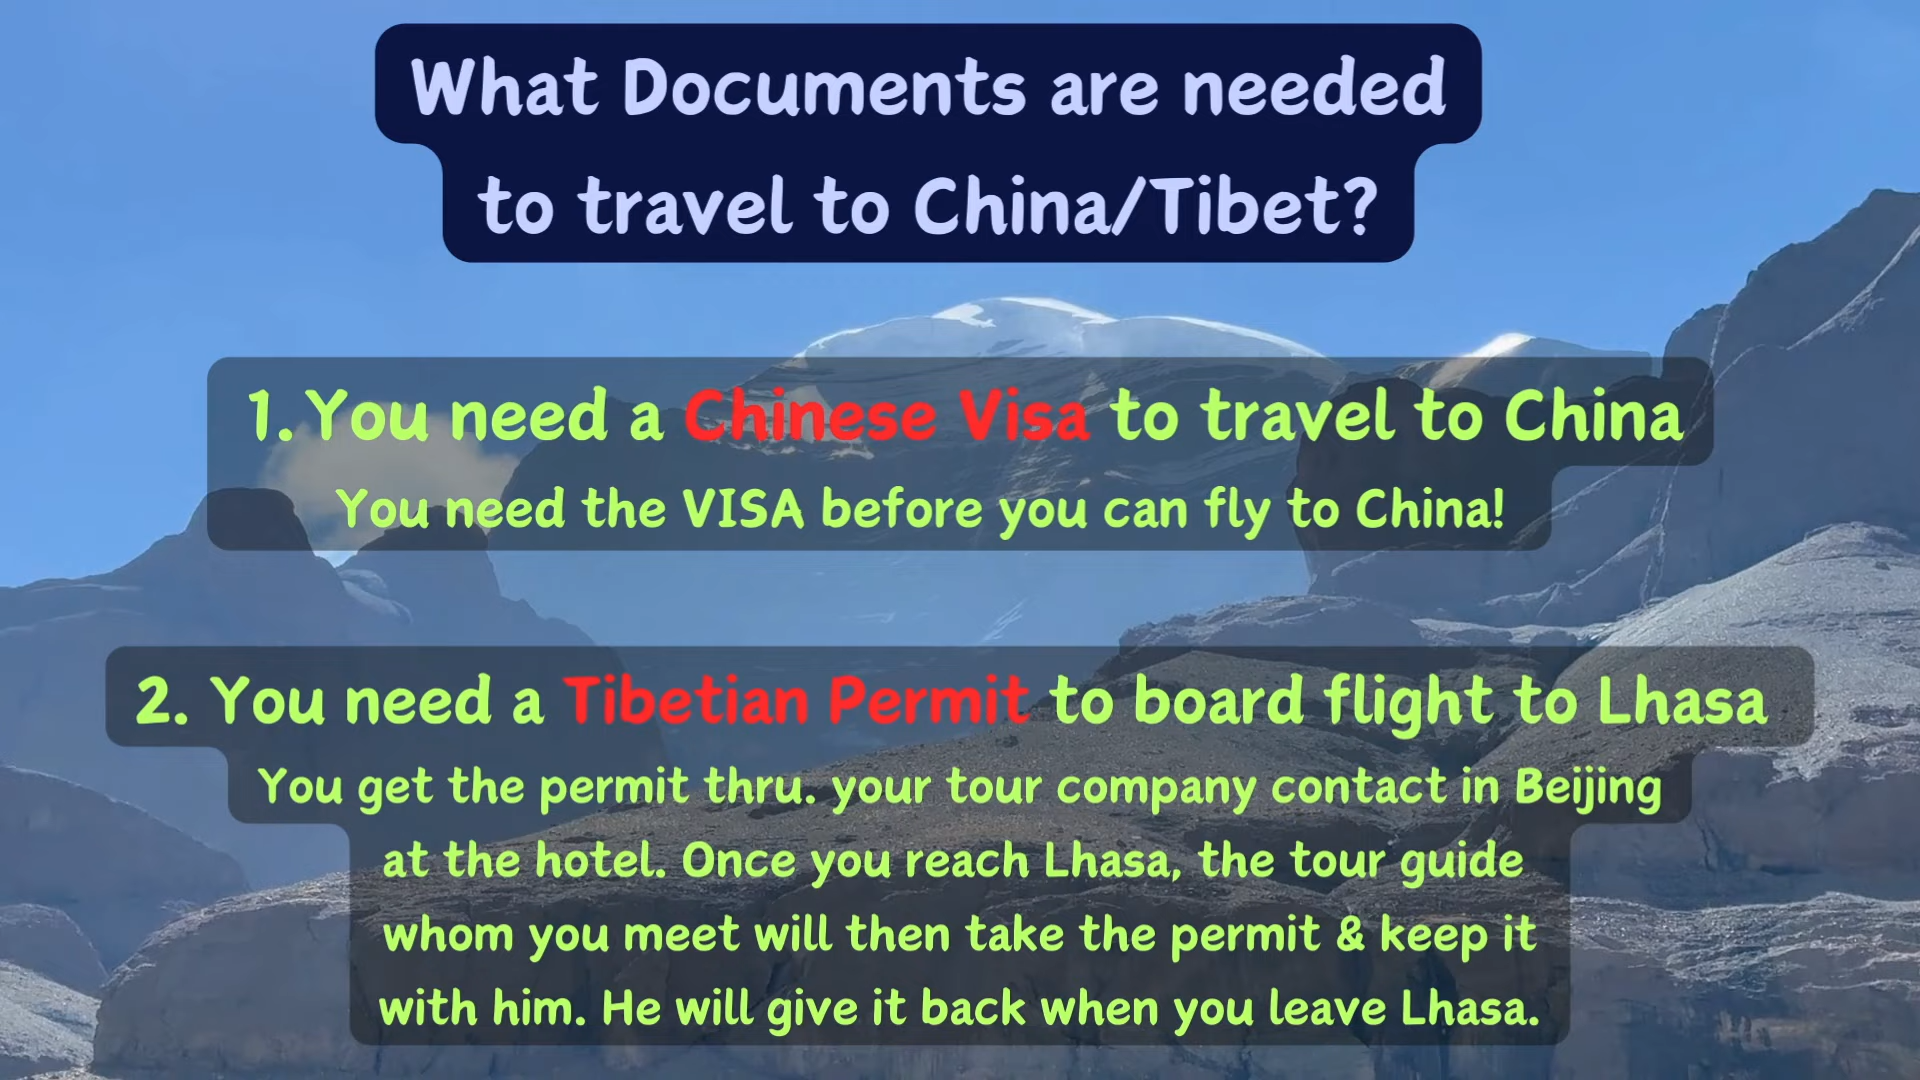 What Documents are needed
to travel to China/Tibet?
1. You need a Chinese Visa to travel to China
You need the VISA before you can fly to China!
2. You need a Tibetian Permit to board flight to Lhasa
You get the permit thru. your tour company contact in Beijing
at the hotel. Once you reach Lhasa, the tour guide
whom you meet will then take the permit & keep it
with him. He will give it back when you leave Lhasa.